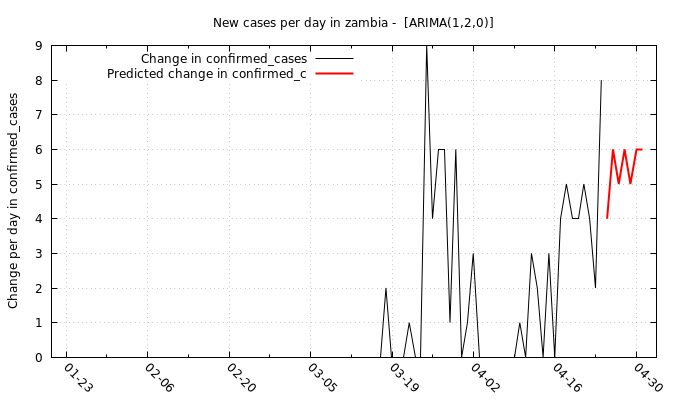 New cases per day in zambia -  [ARIMA(1,2,0)]
Change in confirmed_cases
Predicted change in confirmed_c
Change per day in confirmed_cases
9
8
7
6
5
4
3
2
1
0
01-23 02-06 02-20 03-05 03-19 04-02 04-16 04-30